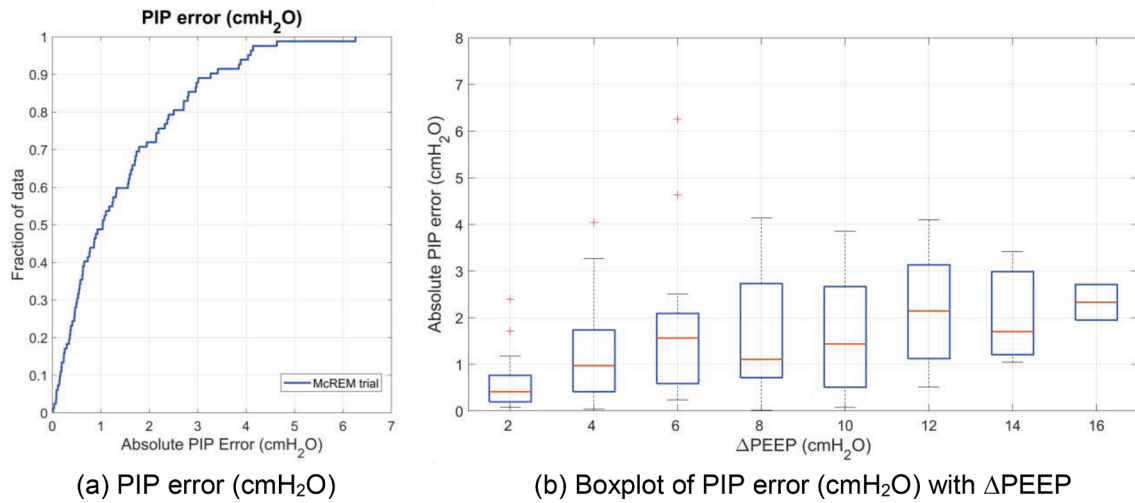 PIP error (cmH₂O)
1
0.9
0.8
0.7
0.6
0.5
0.4
0.3
0.2
0.1
0
Fraction of data
McREM trial
0 1 2 3 4 5 6 7
Absolute PIP Error (cmH₂O)
(a) PIP error (cmH₂O)
8
7
6
5
4
3
2
1
0
Absolute PIP error (cmH₂O)
2 4 6 8 10 12 14 16
ΔPEEP (cmH₂O)
(b) Boxplot of PIP error (cmH₂O) with ΔPEEP